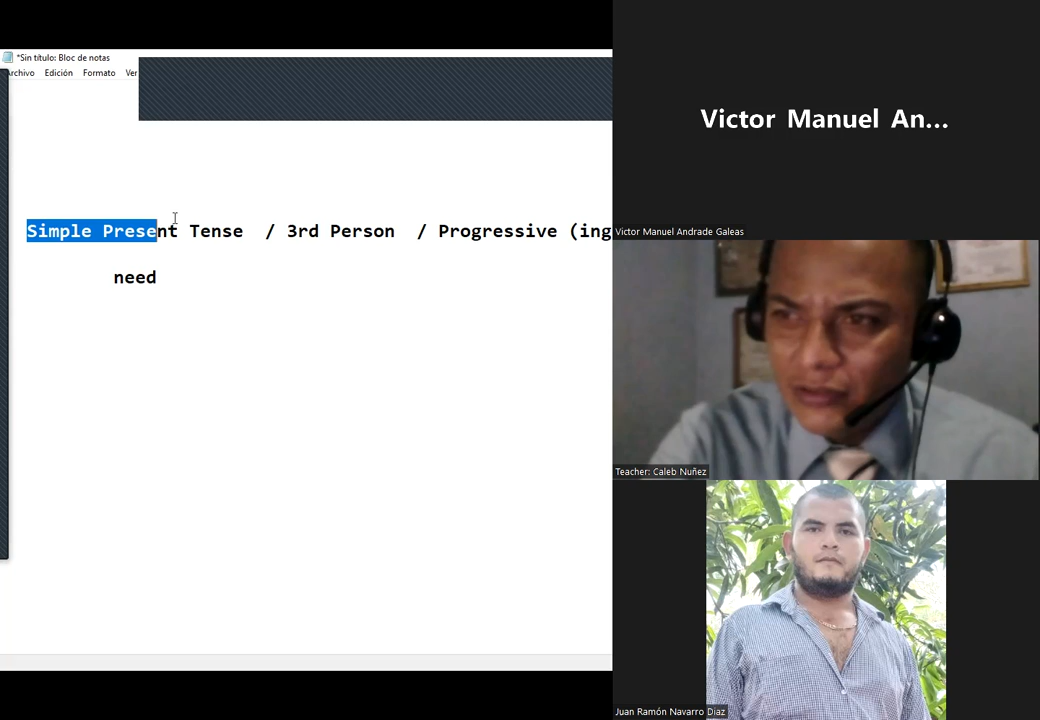 *Sin título: Bloc de notas
Archivo Edición Formato Ver
Simple Present Tense / 3rd Person / Progressive (ing
need
Victor Manuel An...
Victor Manuel Andrade Galeas
Teacher: Caleb Nuñez
Juan Ramón Navarro Diaz